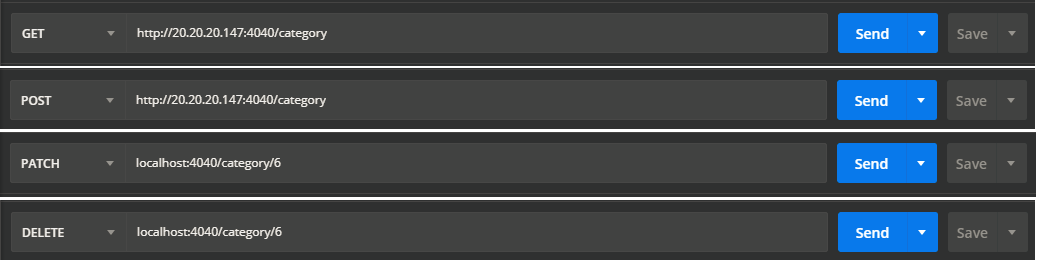 GET http://20.20.20.147:4040/category Send Save
POST http://20.20.20.147:4040/category Send Save
PATCH localhost:4040/category/6 Send Save
DELETE localhost:4040/category/6 Send Save